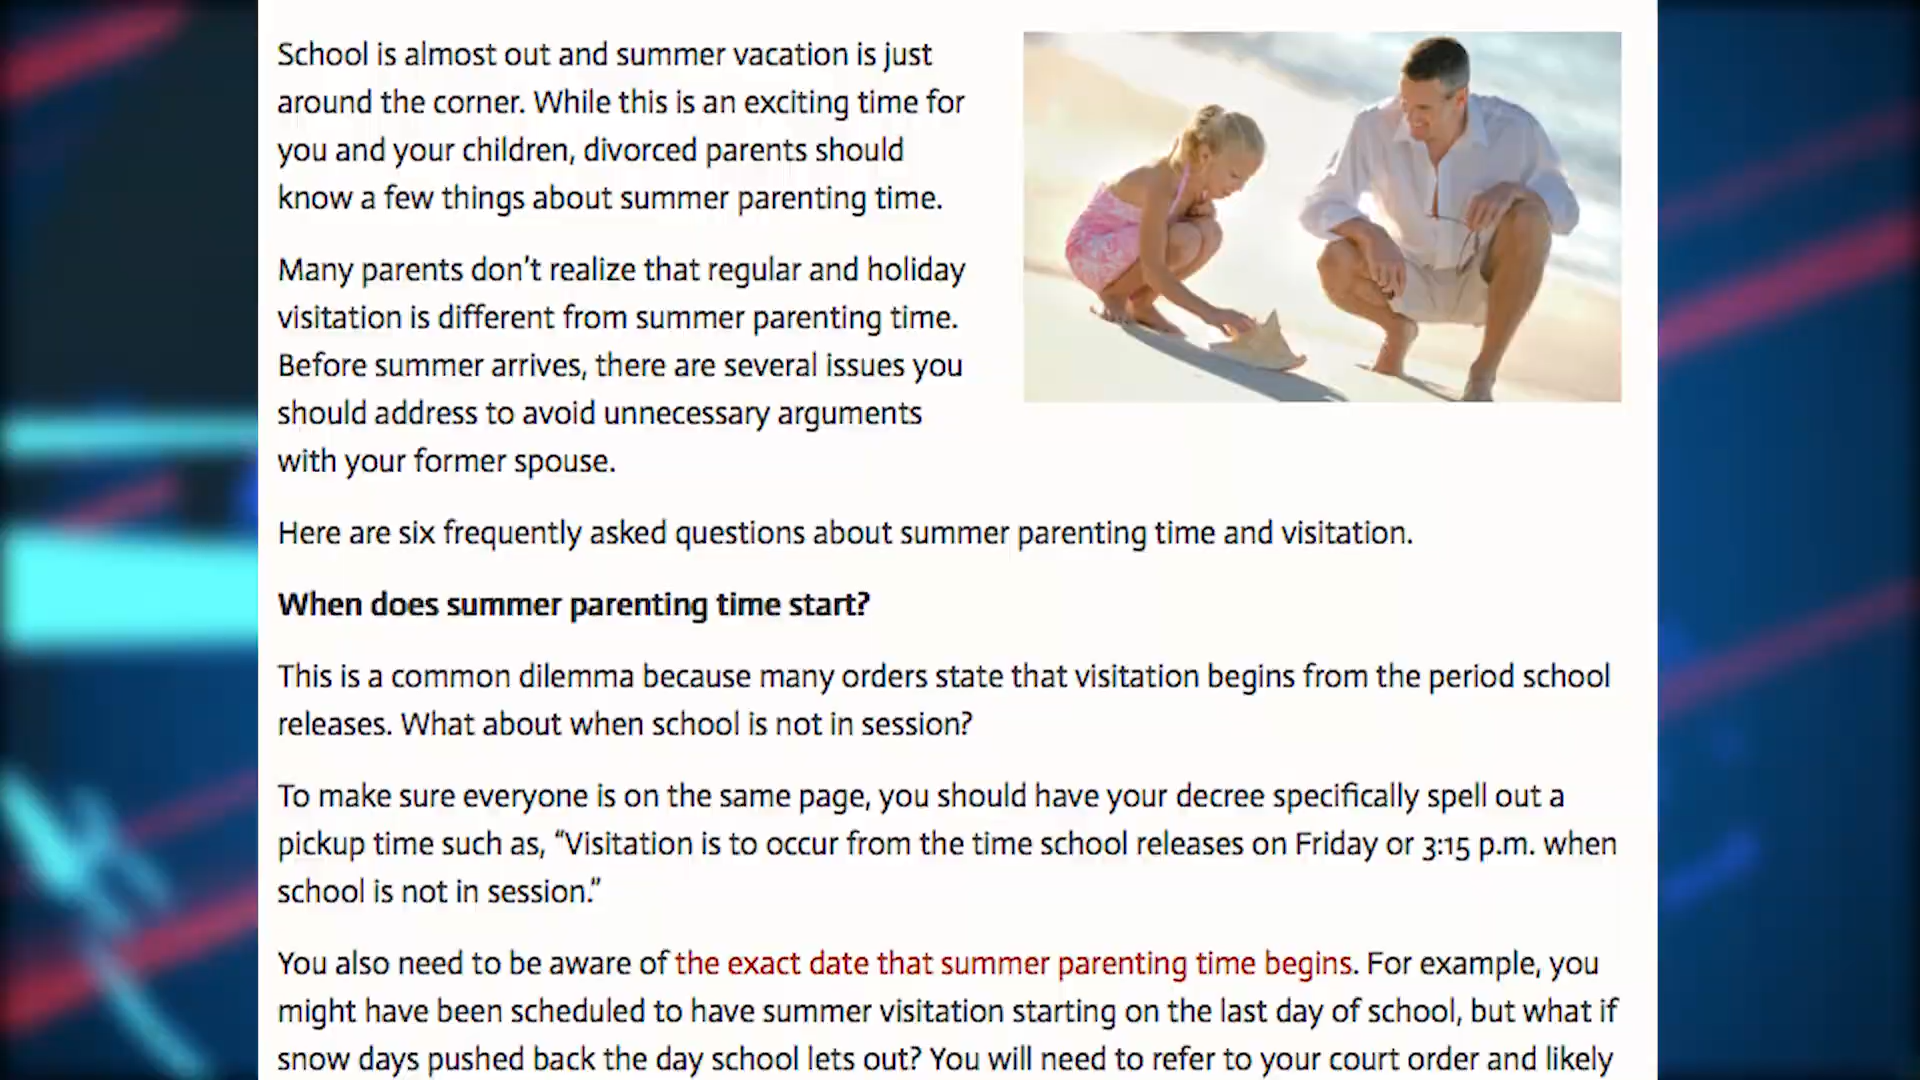 School is almost out and summer vacation is just
around the corner. While this is an exciting time for
you and your children, divorced parents should
know a few things about summer parenting time.
Many parents don't realize that regular and holiday
visitation is different from summer parenting time.
Before summer arrives, there are several issues you
should address to avoid unnecessary arguments
with your former spouse.
Here are six frequently asked questions about summer parenting time and visitation.
When does summer parenting time start?
This is a common dilemma because many orders state that visitation begins from the period school
releases. What about when school is not in session?
To make sure everyone is on the same page, you should have your decree specifically spell out a
pickup time such as, “Visitation is to occur from the time school releases on Friday or 3:15 p.m. when
school is not in session.”
You also need to be aware of the exact date that summer parenting time begins. For example, you
might have been scheduled to have summer visitation starting on the last day of school, but what if
snow days pushed back the day school lets out? You will need to refer to your court order and likely